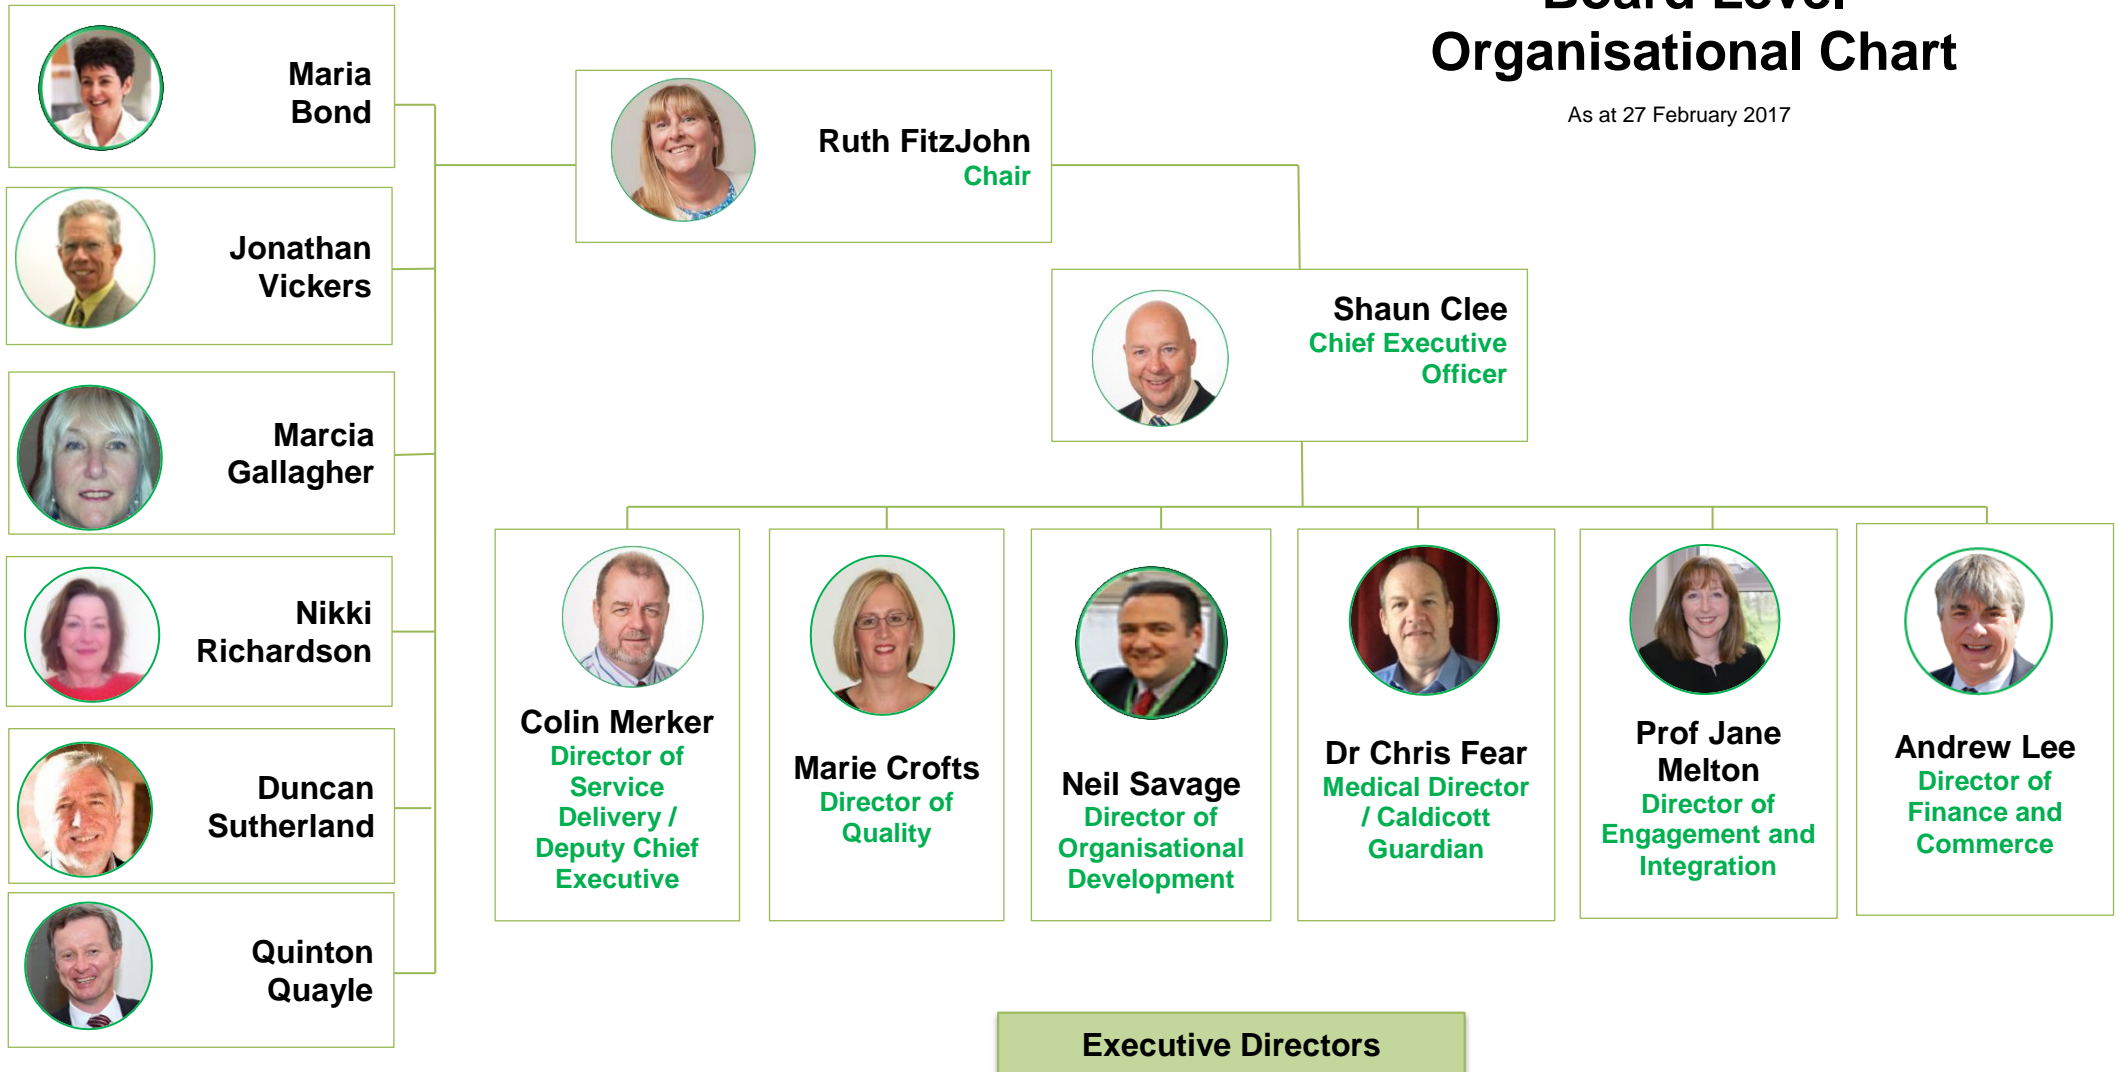 Board Level
Organisational Chart
As at 27 February 2017
Maria
Bond
Jonathan
Vickers
Marcia
Gallagher
Nikki
Richardson
Duncan
Sutherland
Quinton
Quayle
Ruth FitzJohn
Chair
Shaun Clee
Chief Executive
Officer
Colin Merker
Director of
Service
Delivery /
Deputy Chief
Executive
Marie Crofts
Director of
Quality
Neil Savage
Director of
Organisational
Development
Dr Chris Fear
Medical Director
/ Caldicott
Guardian
Prof Jane
Melton
Director of
Engagement and
Integration
Andrew Lee
Director of
Finance and
Commerce
Executive Directors